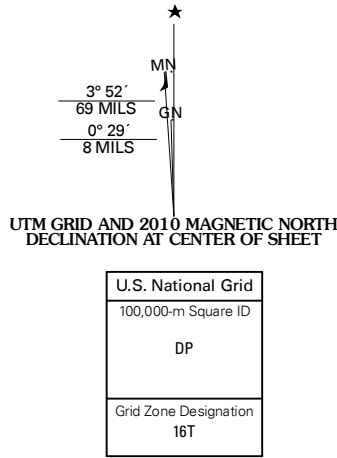 MN
3° 52´
69 MILS
GN
0° 29´
8 MILS
UTM GRID AND 2010 MAGNETIC NORTH
DECLINATION AT CENTER OF SHEET
U.S. National Grid
100,000-m Square ID
DP
Grid Zone Designation
16T